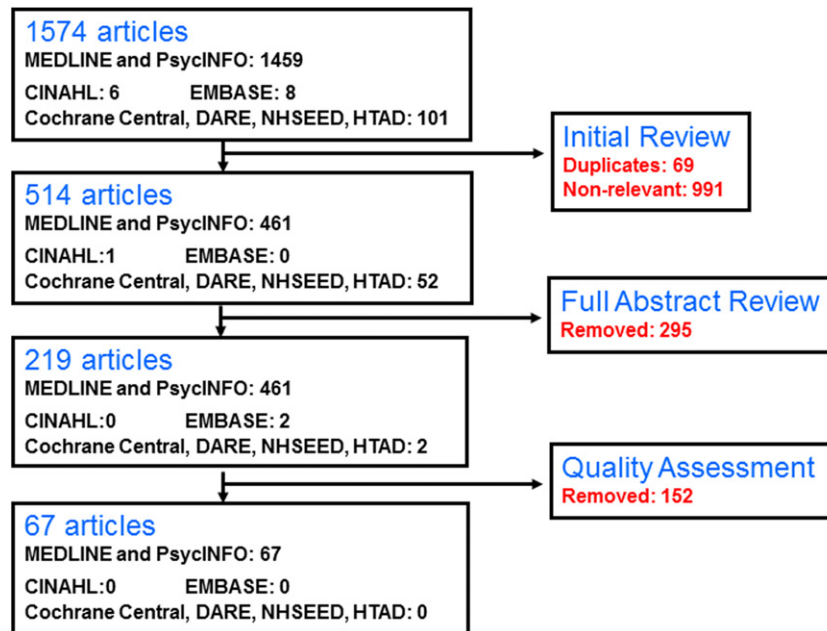 1574 articles
MEDLINE and PsycINFO: 1459
CINAHL: 6 EMBASE: 8
Cochrane Central, DARE, NHSEED, HTAD: 101
Initial Review
Duplicates: 69
Non-relevant: 991
514 articles
MEDLINE and PsycINFO: 461
CINAHL:1 EMBASE: 0
Cochrane Central, DARE, NHSEED, HTAD: 52
Full Abstract Review
Removed: 295
219 articles
MEDLINE and PsycINFO: 461
CINAHL:0 EMBASE: 2
Cochrane Central, DARE, NHSEED, HTAD: 2
Quality Assessment
Removed: 152
67 articles
MEDLINE and PsycINFO: 67
CINAHL:0 EMBASE: 0
Cochrane Central, DARE, NHSEED, HTAD: 0